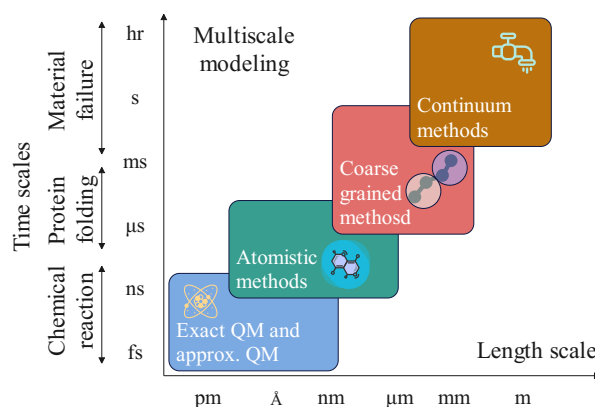 Multiscale
modeling
Time scales
Material
failure
Protein
folding
Chemical
reaction
hr
s
ms
μs
ns
fs
Continuum
methods
Coarse
grained
methosd
Atomistic
methods
Exact QM and
approx. QM
Length scale
pm
Å
nm
μm
mm
m